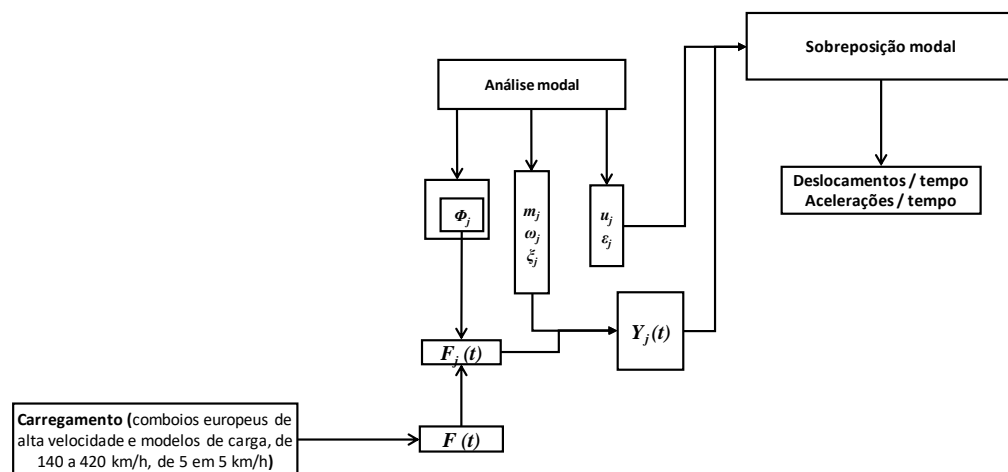 Sobreposição modal
Análise modal
Deslocamentos / tempo
Acelerações / tempo
Φj
mj
ωj
ξj
uj
εj
Yj(t)
Fj (t)
Carregamento (comboios europeus de
alta velocidade e modelos de carga, de
140 a 420 km/h, de 5 em 5 km/h)
F (t)